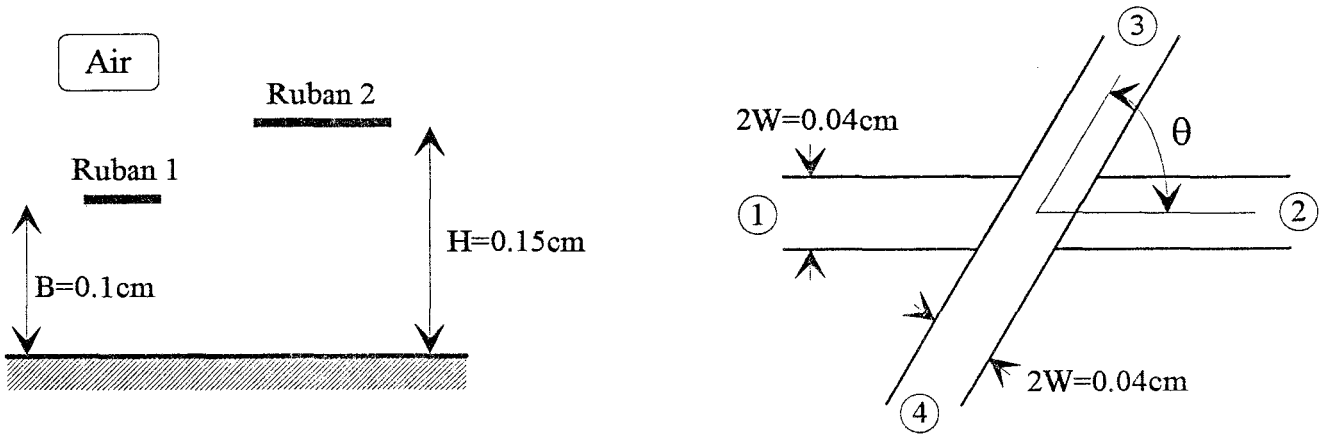 Air
Ruban 2
Ruban 1
B=0.1cm
H=0.15cm
3
2W=0.04cm
θ
1
2
2W=0.04cm
4